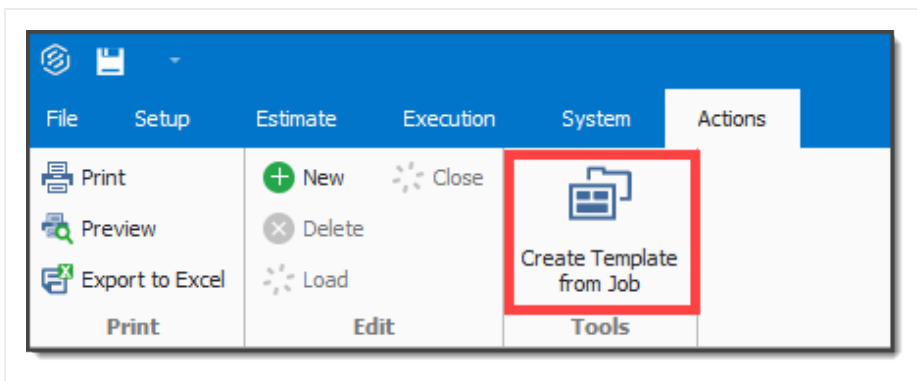 File Setup Estimate Execution System Actions
Print New Close
Preview Delete
Export to Excel Load
Create Template
from Job
Print Edit Tools